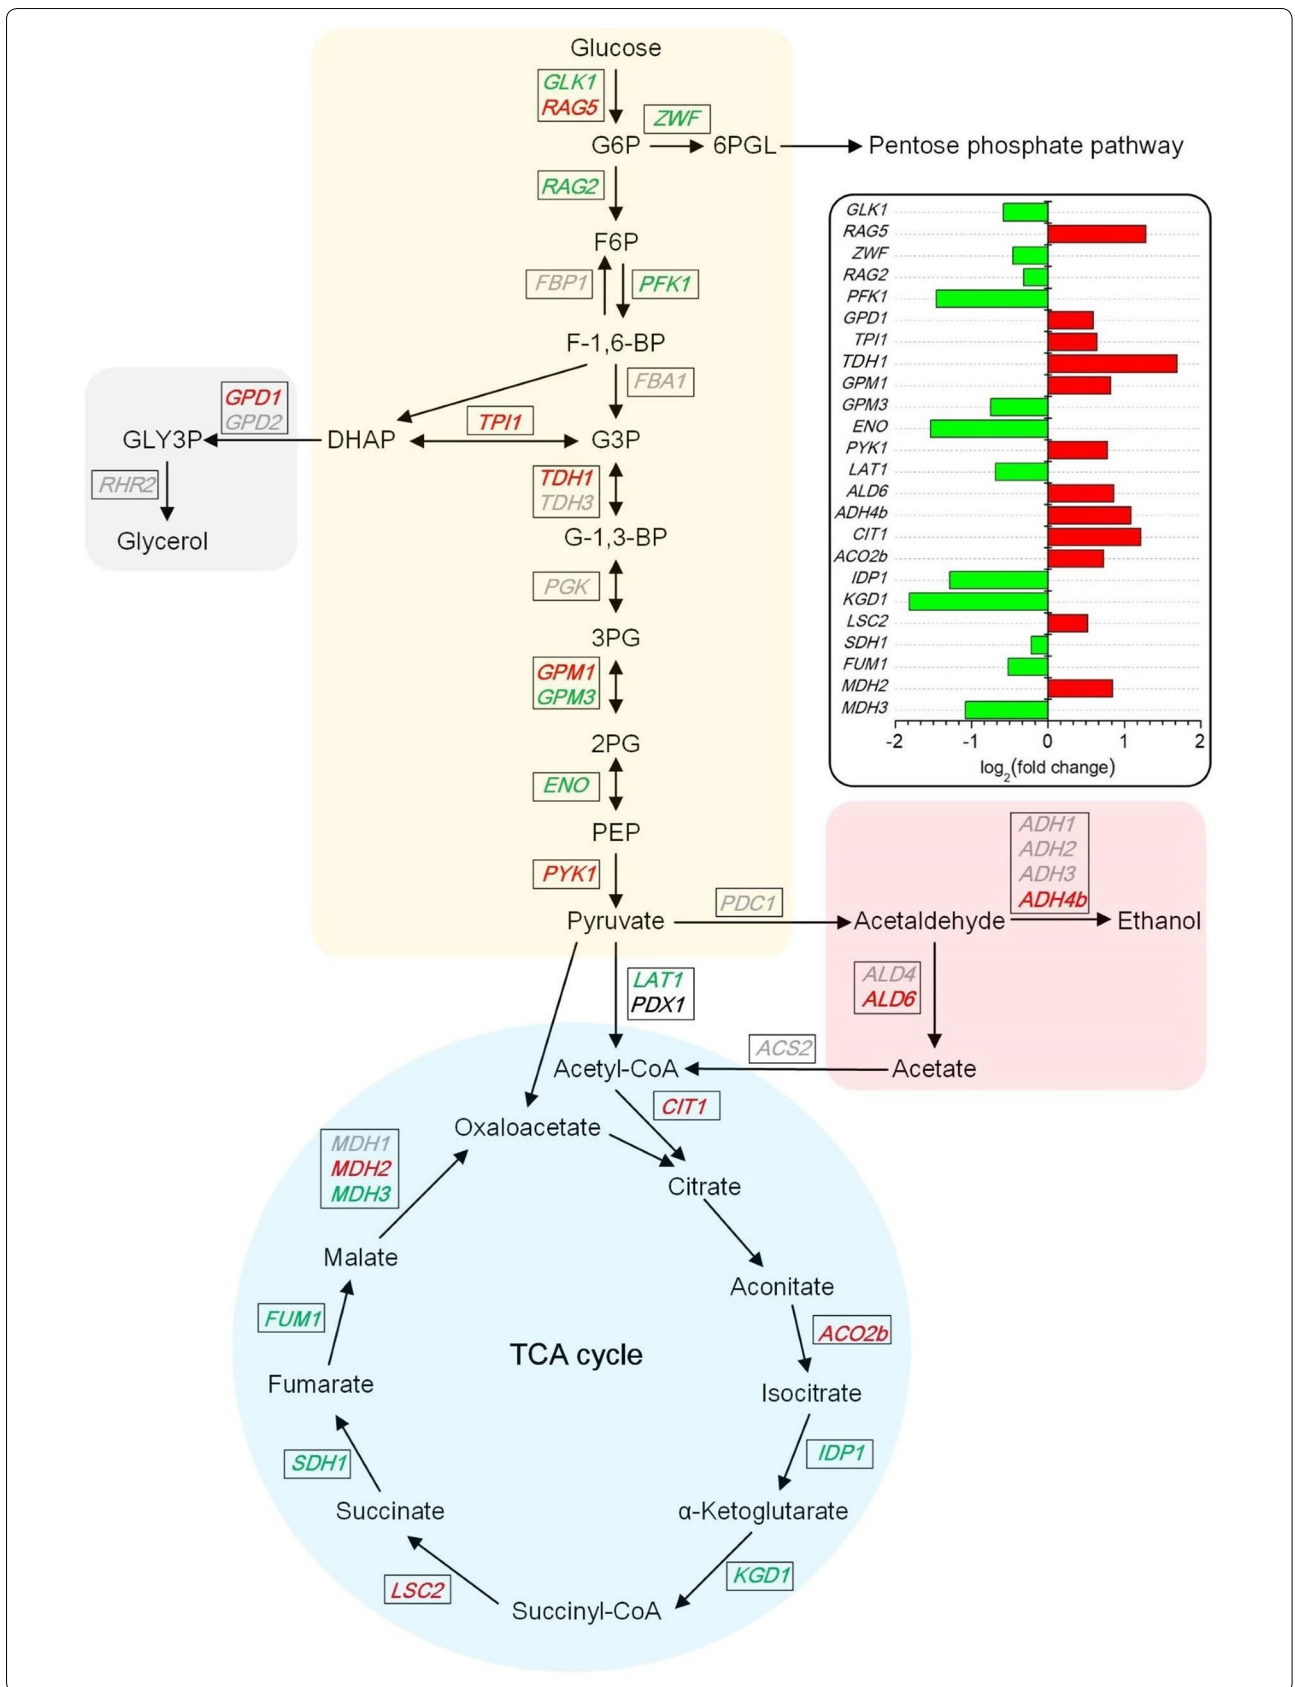 Glucose
GLK1
RAG5
ZWF
G6P
6PGL
Pentose phosphate pathway
RAG2
F6P
FBP1
PFK1
F-1,6-BP
FBA1
GPD1
GPD2
TPI1
GLY3P
DHAP
G3P
RHR2
TDH1
TDH3
Glycerol
G-1,3-BP
PGK
3PG
GPM1
GPM3
2PG
ENO
PEP
PYK1
Pyruvate
PDC1
Acetaldehyde
ADH1
ADH2
ADH3
ADH4b
Ethanol
LAT1
PDX1
ALD4
ALD6
ACS2
Acetyl-CoA
Acetate
CIT1
Oxaloacetate
MDH1
MDH2
MDH3
Citrate
Malate
Aconitate
FUM1
ACO2b
TCA cycle
Fumarate
Isocitrate
SDH1
IDP1
Succinate
α-Ketoglutarate
LSC2
KGD1
Succinyl-CoA
GLK1
RAG5
ZWF
RAG2
PFK1
GPD1
TPI1
TDH1
GPM1
GPM3
ENO
PYK1
LAT1
ALD6
ADH4b
CIT1
ACO2b
IDP1
KGD1
LSC2
SDH1
FUM1
MDH2
MDH3
-2 -1 0 1 2
log2(fold change)